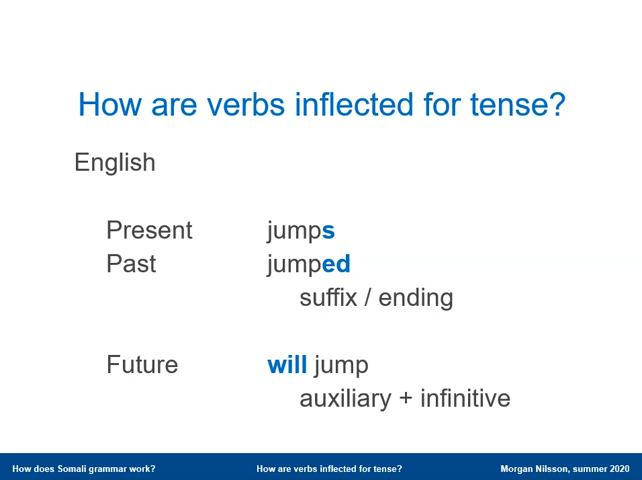 How are verbs inflected for tense?
English
Present jumps
Past jumped
suffix / ending
Future will jump
auxiliary + infinitive
How does Somali grammar work? How are verbs inflected for tense? Morgan Nilsson, summer 2020